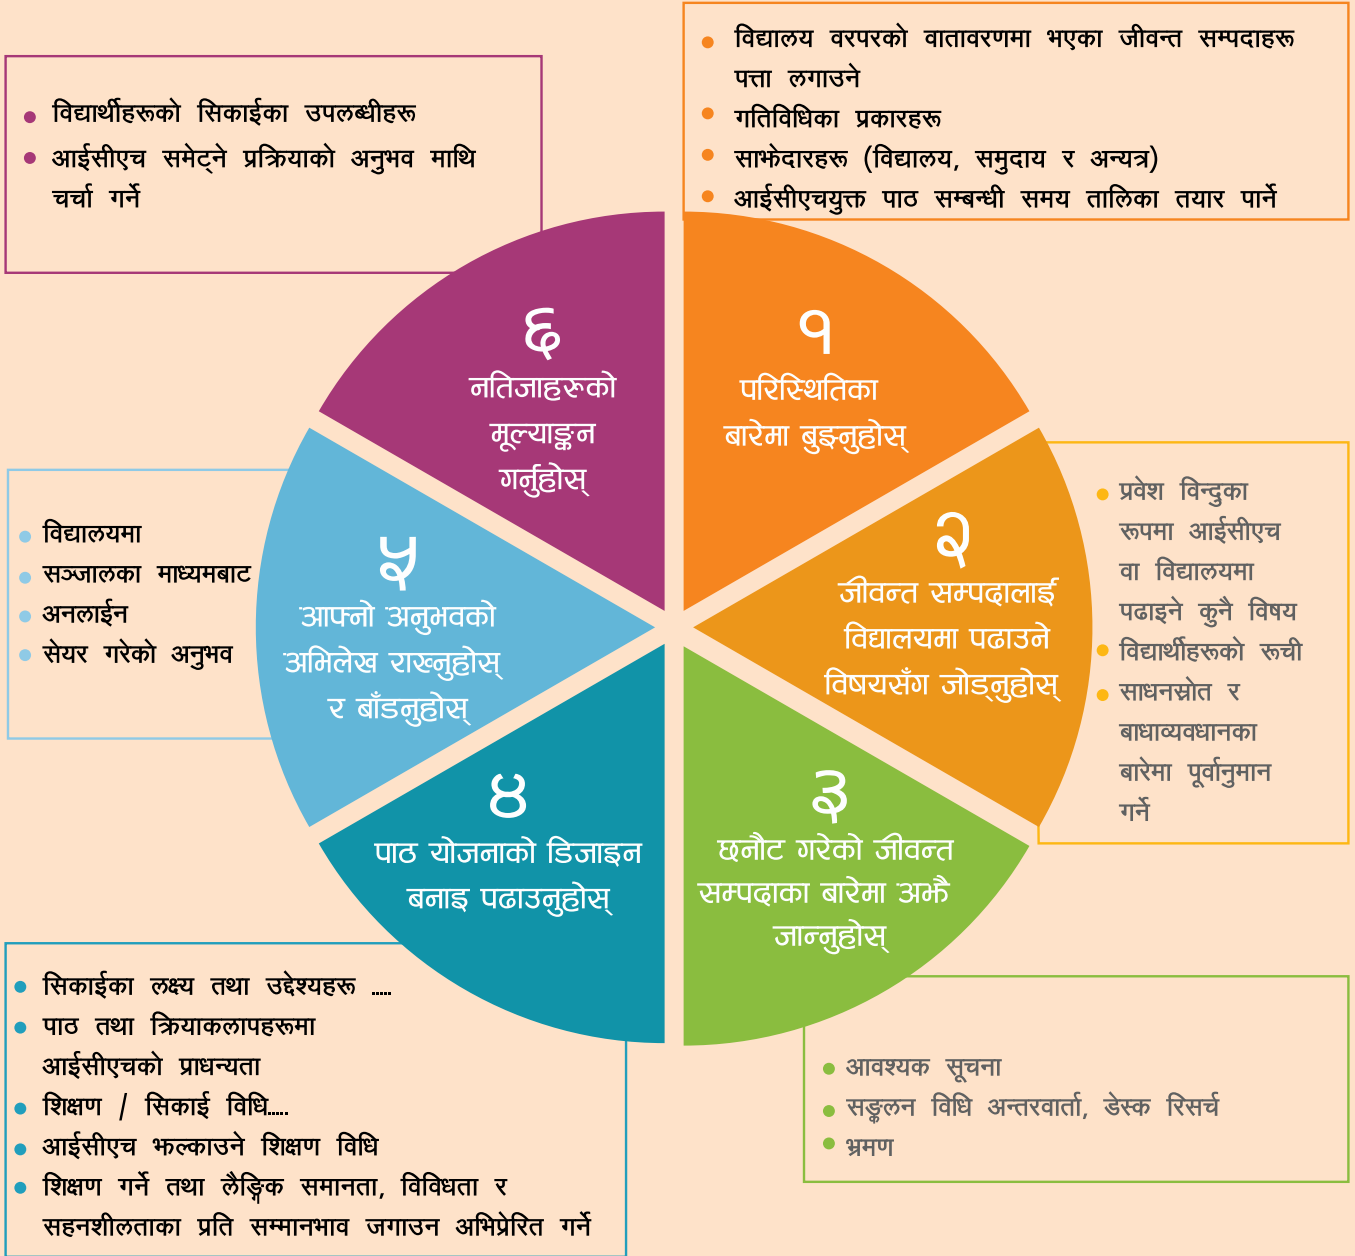 विद्यालय वरपरको वातावरणमा भएका जीवन्त सम्पदाहरू
पत्ता लगाउने
गतिविधिका प्रकारहरू
साझेदारहरू (विद्यालय, समुदाय र अन्यत्र)
आईसीएचयुक्त पाठ सम्बन्धी समय तालिका तयार पार्ने
१
परिस्थितिका
बारेमा बुझ्नुहोस्
प्रवेश विन्दुका
रूपमा आईसीएच
वा विद्यालयमा
पढाइने कुनै विषय
विद्यार्थीहरूको रूची
साधनस्रोत र
बाधाव्यवधानका
बारेमा पूर्वानुमान
गर्ने
२
जीवन्त सम्पदालाई
विद्यालयमा पढाउने
विषयसँग जोड्नुहोस्
३
छनौट गरेको जीवन्त
सम्पदाका बारेमा अझै
जान्नुहोस्
आवश्यक सूचना
सङ्कलन विधि अन्तरवार्ता, डेस्क रिसर्च
भ्रमण
४
पाठ योजनाको डिजाइन
बनाइ पढाउनुहोस्
सिकाईका लक्ष्य तथा उद्देश्यहरू ....
पाठ तथा क्रियाकलापहरूमा
आईसीएचको प्राधन्यता
शिक्षण / सिकाई विधि....
आईसीएच झल्काउने शिक्षण विधि
शिक्षण गर्ने तथा लैङ्गिक समानता, विविधता र
सहनशीलताका प्रति सम्मानभाव जगाउन अभिप्रेरित गर्ने
५
आफ्नो अनुभवको
अभिलेख राख्नुहोस्
र बाँडनुहोस्
विद्यालयमा
सञ्जालका माध्यमबाट
अनलाईन
सेयर गरेको अनुभव
६
नतिजाहरूको
मूल्याङ्कन
गर्नुहोस्
विद्यार्थीहरूको सिकाईका उपलब्धीहरू
आईसीएच समेट्ने प्रक्रियाको अनुभव माथि
चर्चा गर्ने